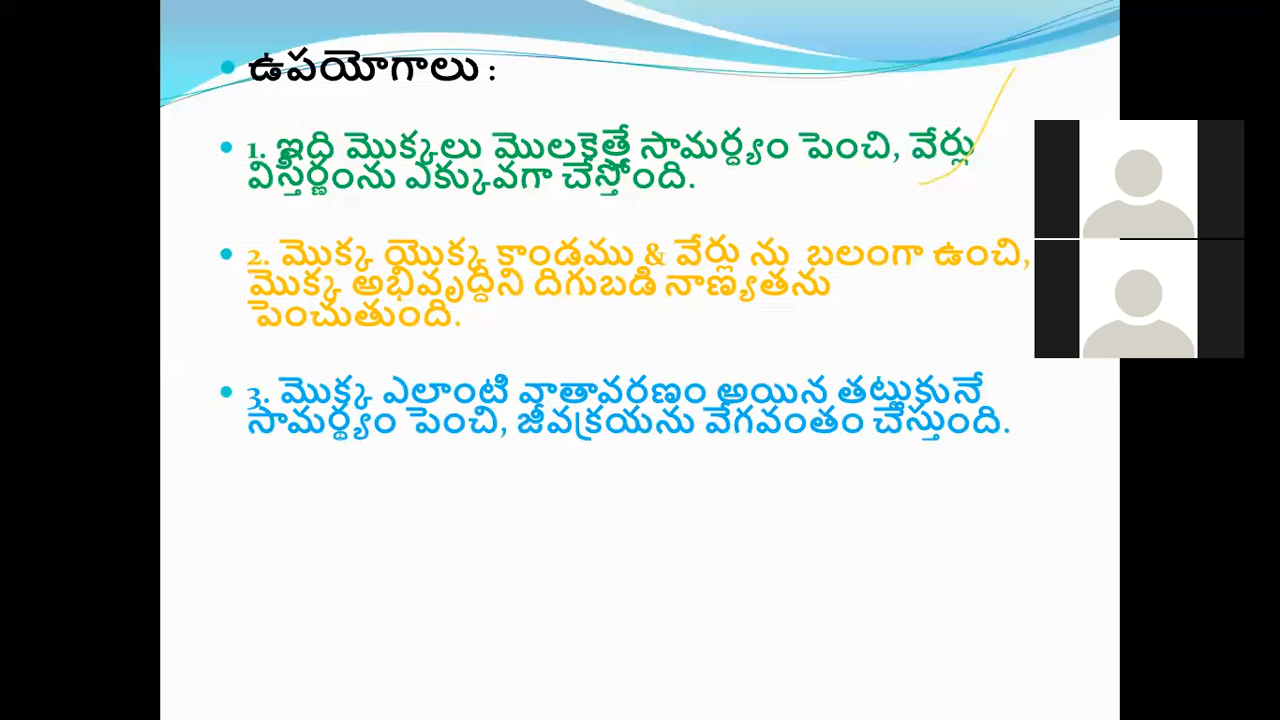 ఉపయోగాలు :
1. ఇది మొక్కలు మొలకెత్తే సామర్ధ్యం పెంచి, వేర్లు
విస్తీర్ణంను ఎక్కువగా చేస్తోంది.
2. మొక్క యొక్క కాండము & వేర్లు ను బలంగా ఉంచి,
మొక్క అభివృద్దిని దిగుబడి నాణ్యతను
పెంచుతుంది.
3. మొక్క ఎలాంటి వాతావరణం అయిన తట్టుకునే
సామర్థ్యం పెంచి, జీవక్రియను వేగవంతం చేస్తుంది.